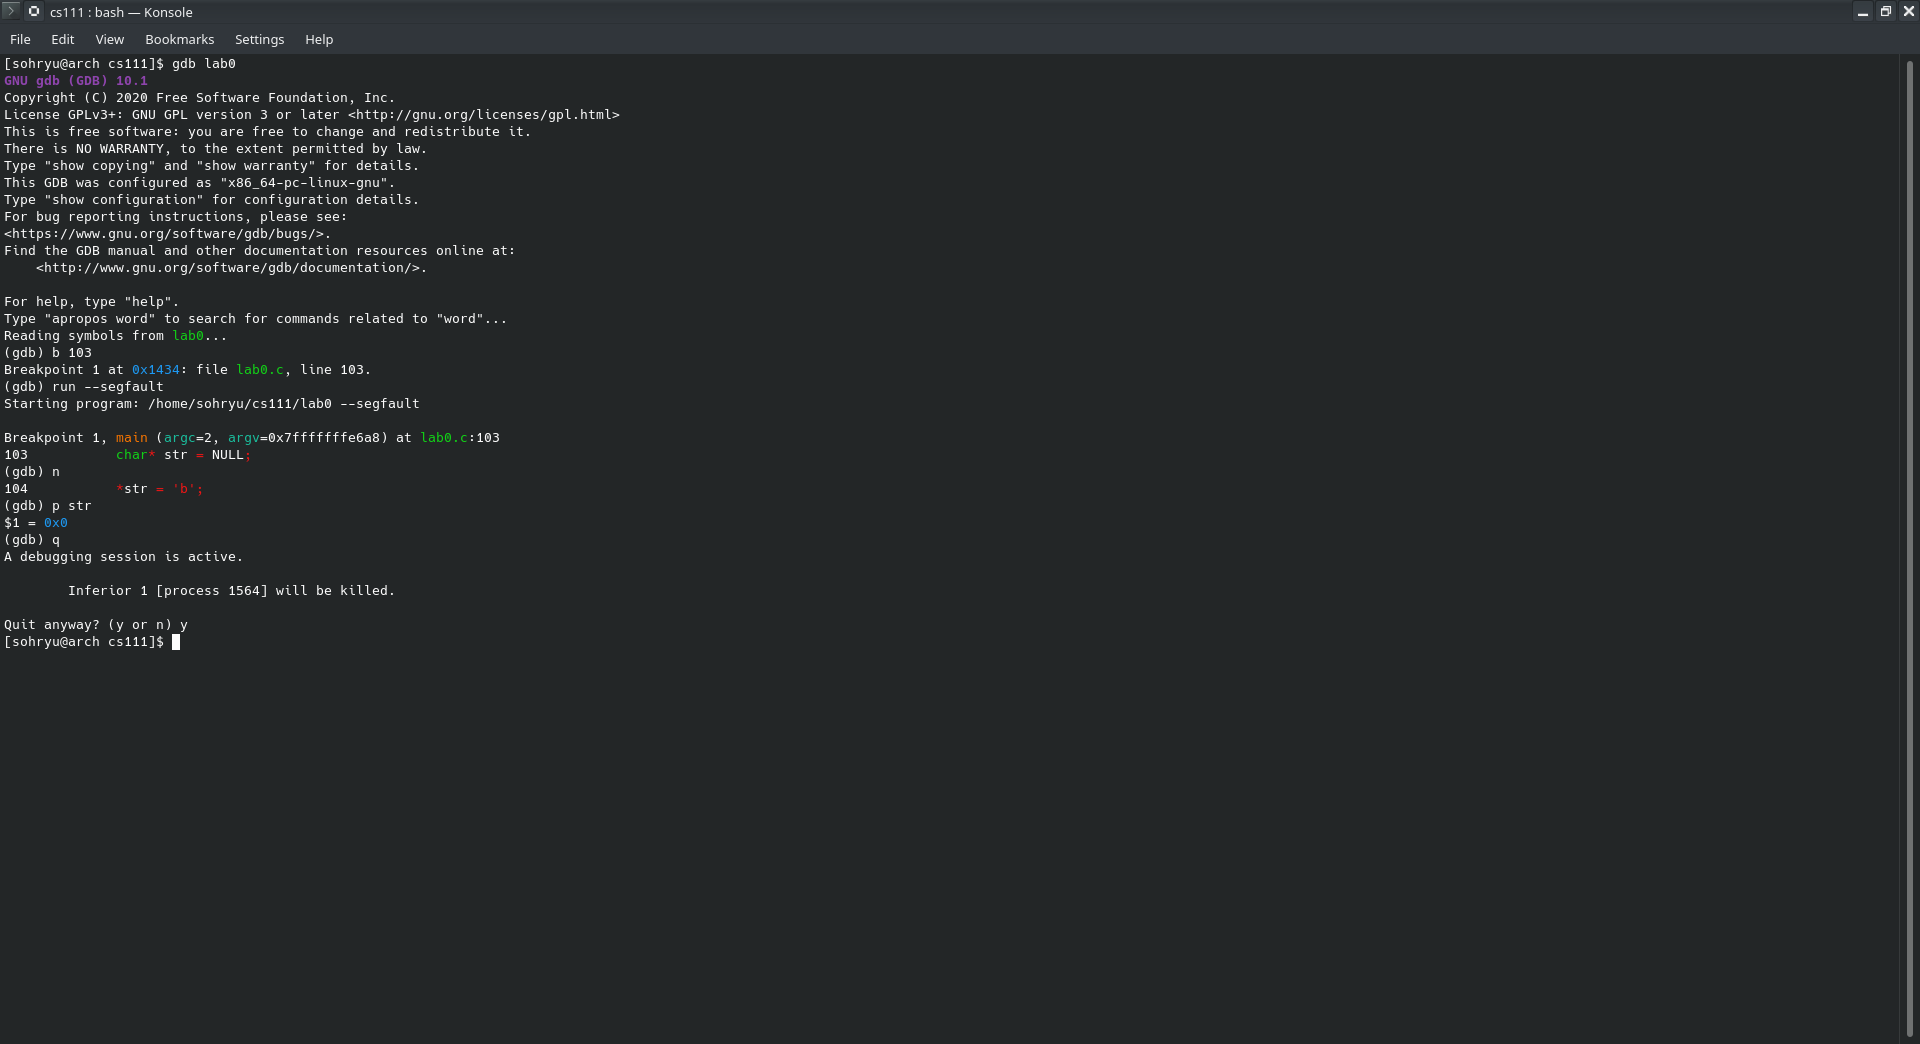 cs111 : bash — Konsole
File Edit View Bookmarks Settings Help
[sohryu@arch cs111]$ gdb lab0
GNU gdb (GDB) 10.1
Copyright (C) 2020 Free Software Foundation, Inc.
License GPLv3+: GNU GPL version 3 or later <http://gnu.org/licenses/gpl.html>
This is free software: you are free to change and redistribute it.
There is NO WARRANTY, to the extent permitted by law.
Type "show copying" and "show warranty" for details.
This GDB was configured as "x86_64-pc-linux-gnu".
Type "show configuration" for configuration details.
For bug reporting instructions, please see:
<https://www.gnu.org/software/gdb/bugs/>.
Find the GDB manual and other documentation resources online at:
    <http://www.gnu.org/software/gdb/documentation/>.

For help, type "help".
Type "apropos word" to search for commands related to "word"...
Reading symbols from lab0...
(gdb) b 103
Breakpoint 1 at 0x1434: file lab0.c, line 103.
(gdb) run --segfault
Starting program: /home/sohryu/cs111/lab0 --segfault

Breakpoint 1, main (argc=2, argv=0x7fffffffe6a8) at lab0.c:103
103           char* str = NULL;
(gdb) n
104           *str = 'b';
(gdb) p str
$1 = 0x0
(gdb) q
A debugging session is active.

        Inferior 1 [process 1564] will be killed.

Quit anyway? (y or n) y
[sohryu@arch cs111]$